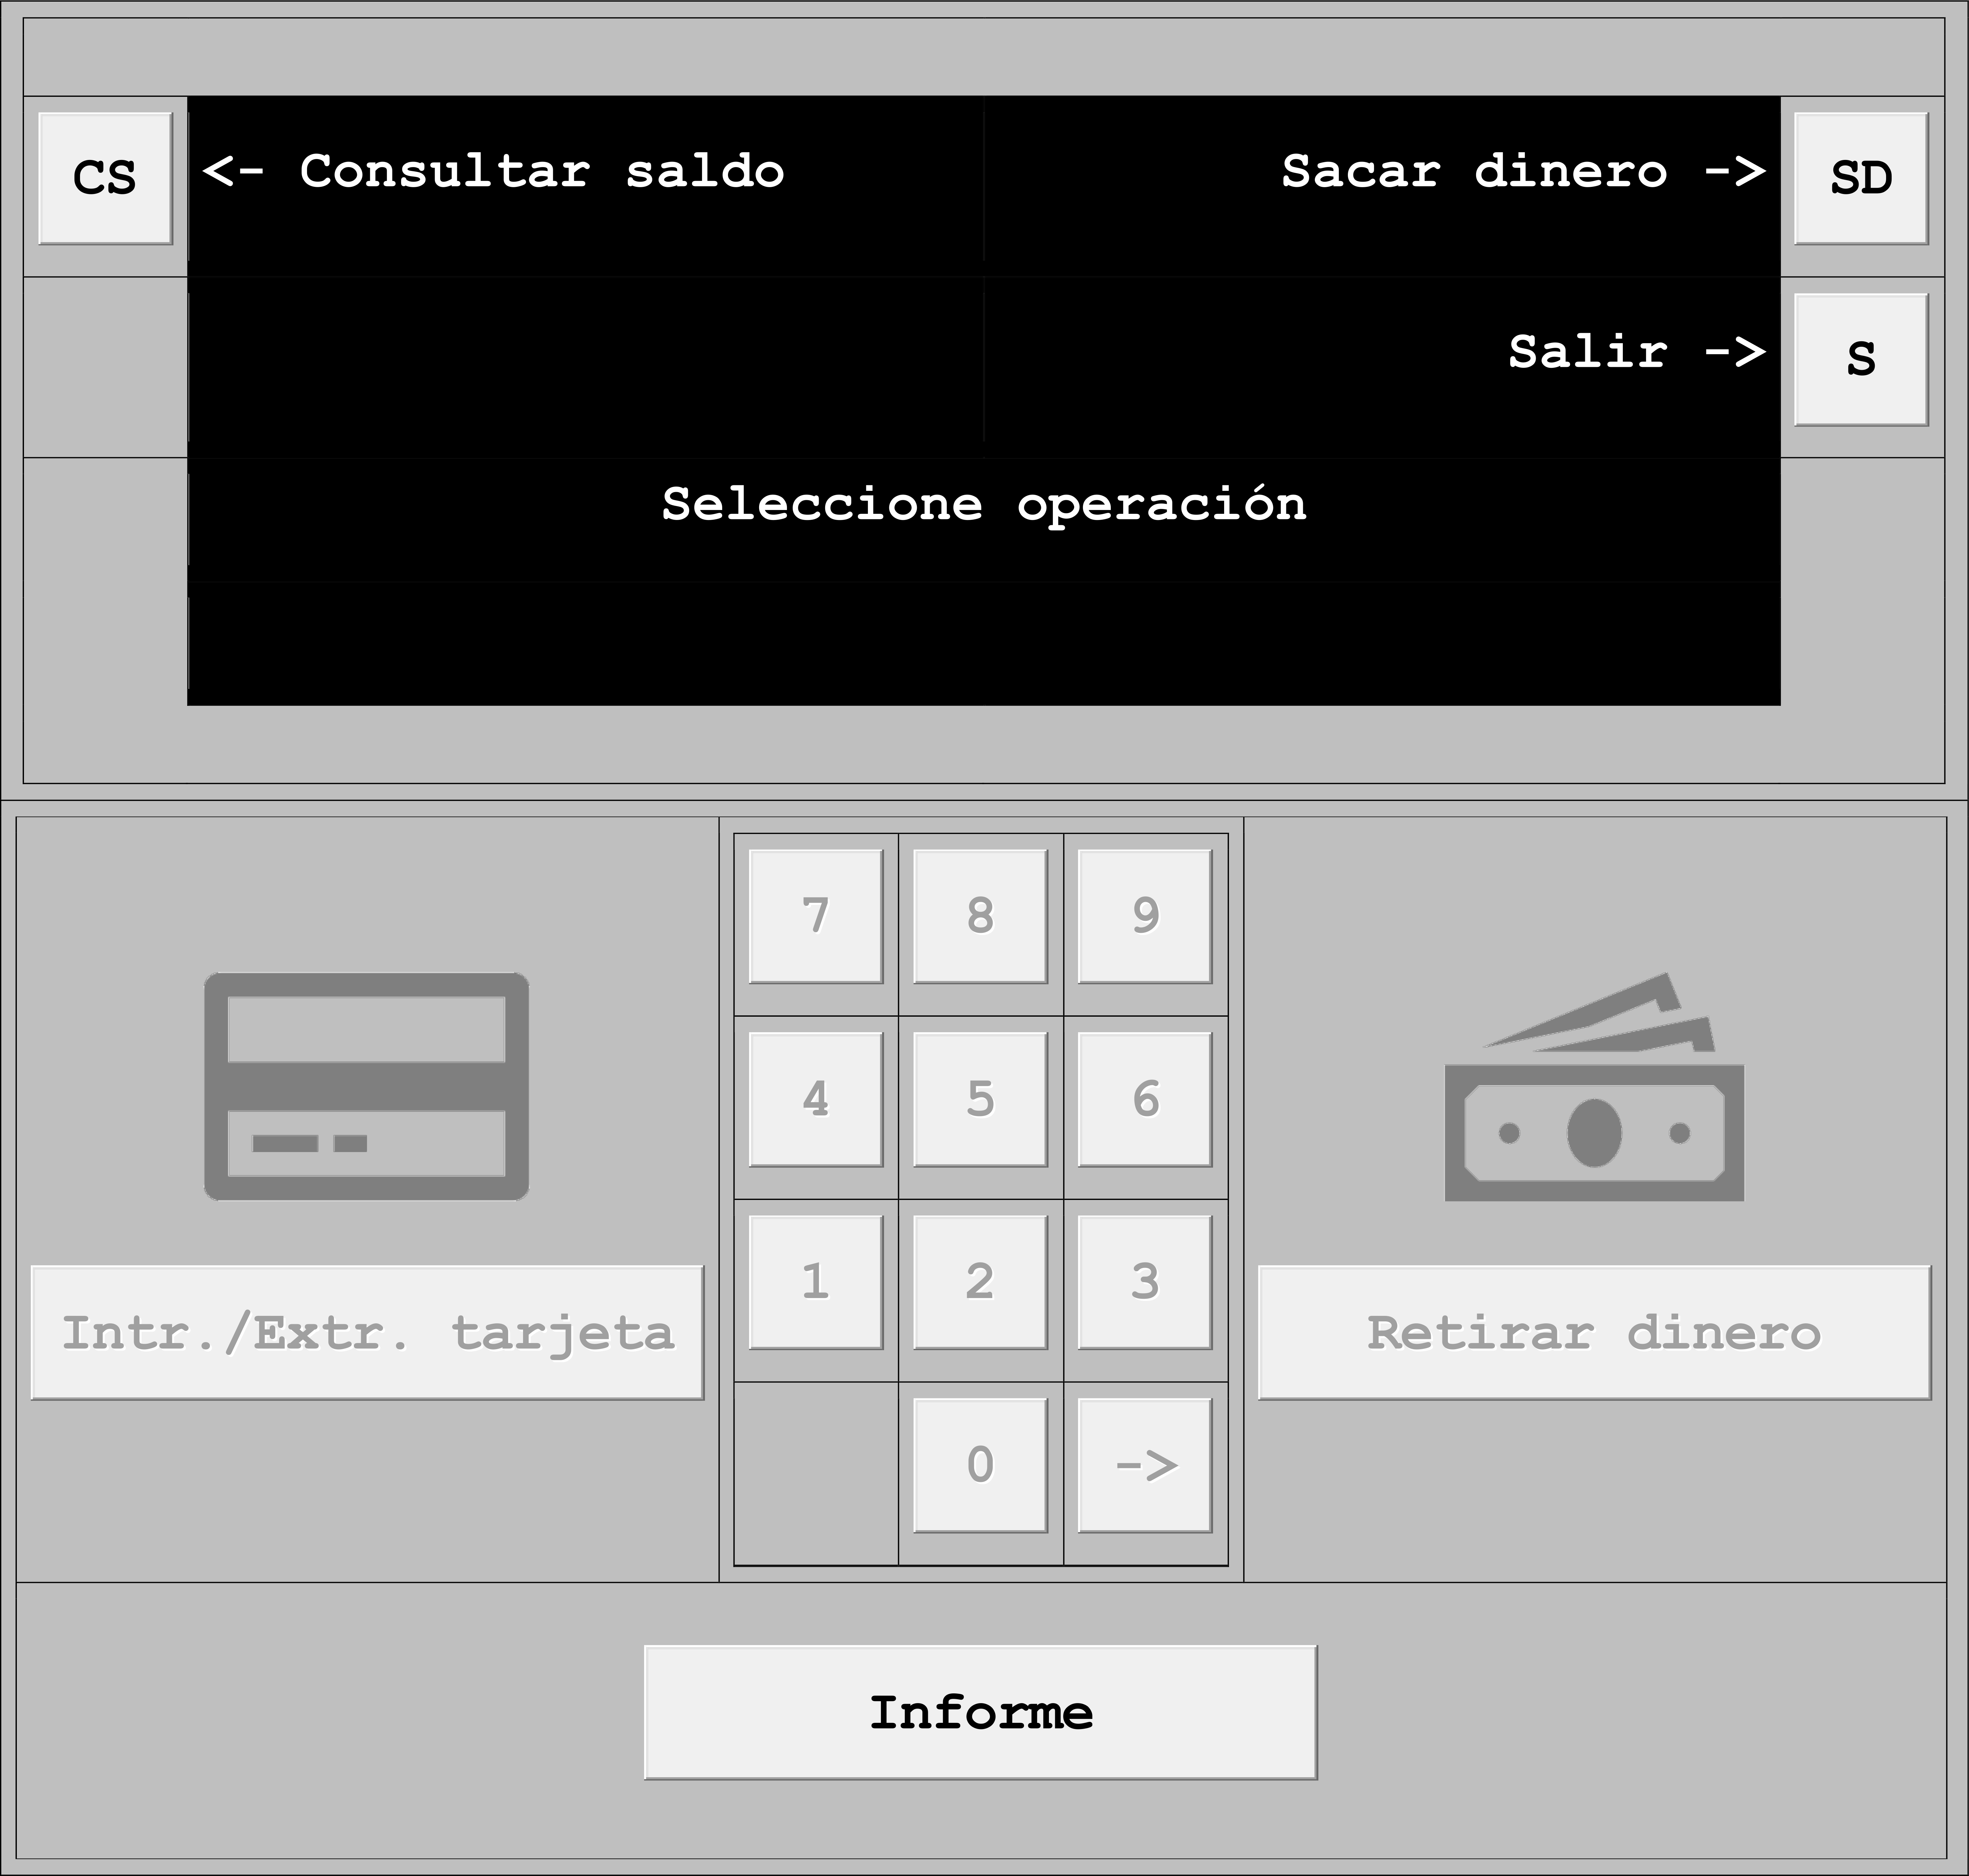 CS <- Consultar saldo Sacar dinero -> SD
Salir -> S
Seleccione operación
7 8 9
4 5 6
1 2 3
Intr./Extr. tarjeta
Retirar dinero
0 ->
Informe